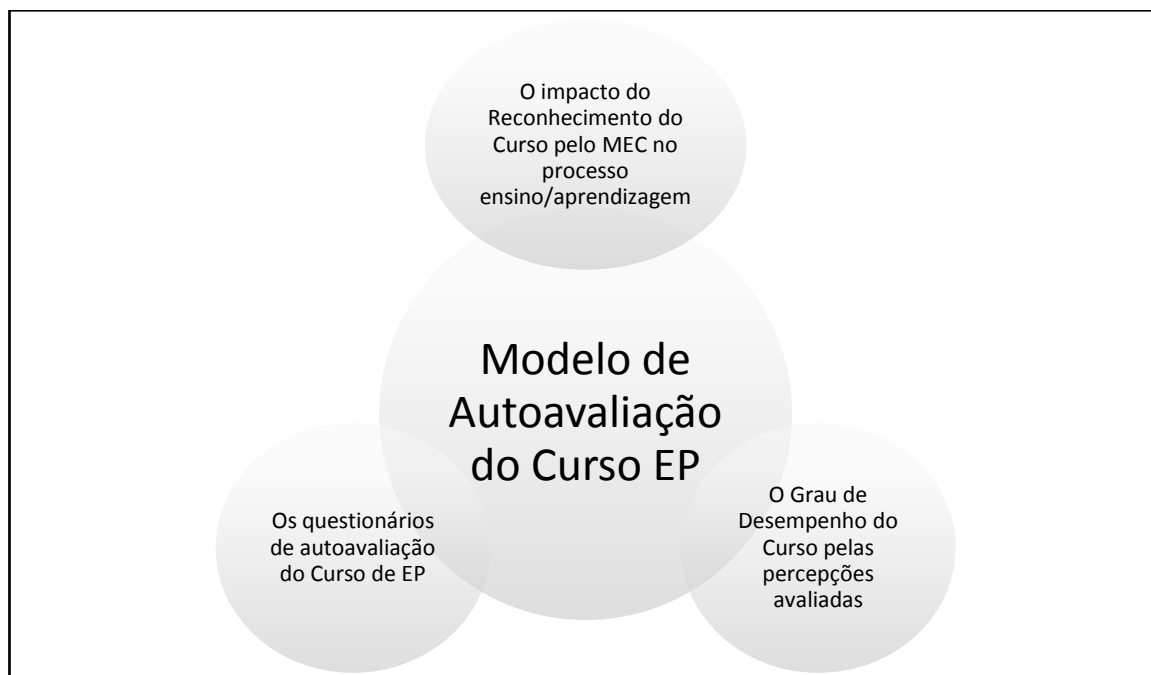 O impacto do
Reconhecimento do
Curso pelo MEC no
processo
ensino/aprendizagem
Modelo de
Autoavaliação
do Curso EP
Os questionários
de autoavaliação
do Curso de EP
O Grau de
Desempenho do
Curso pelas
percepções
avaliadas